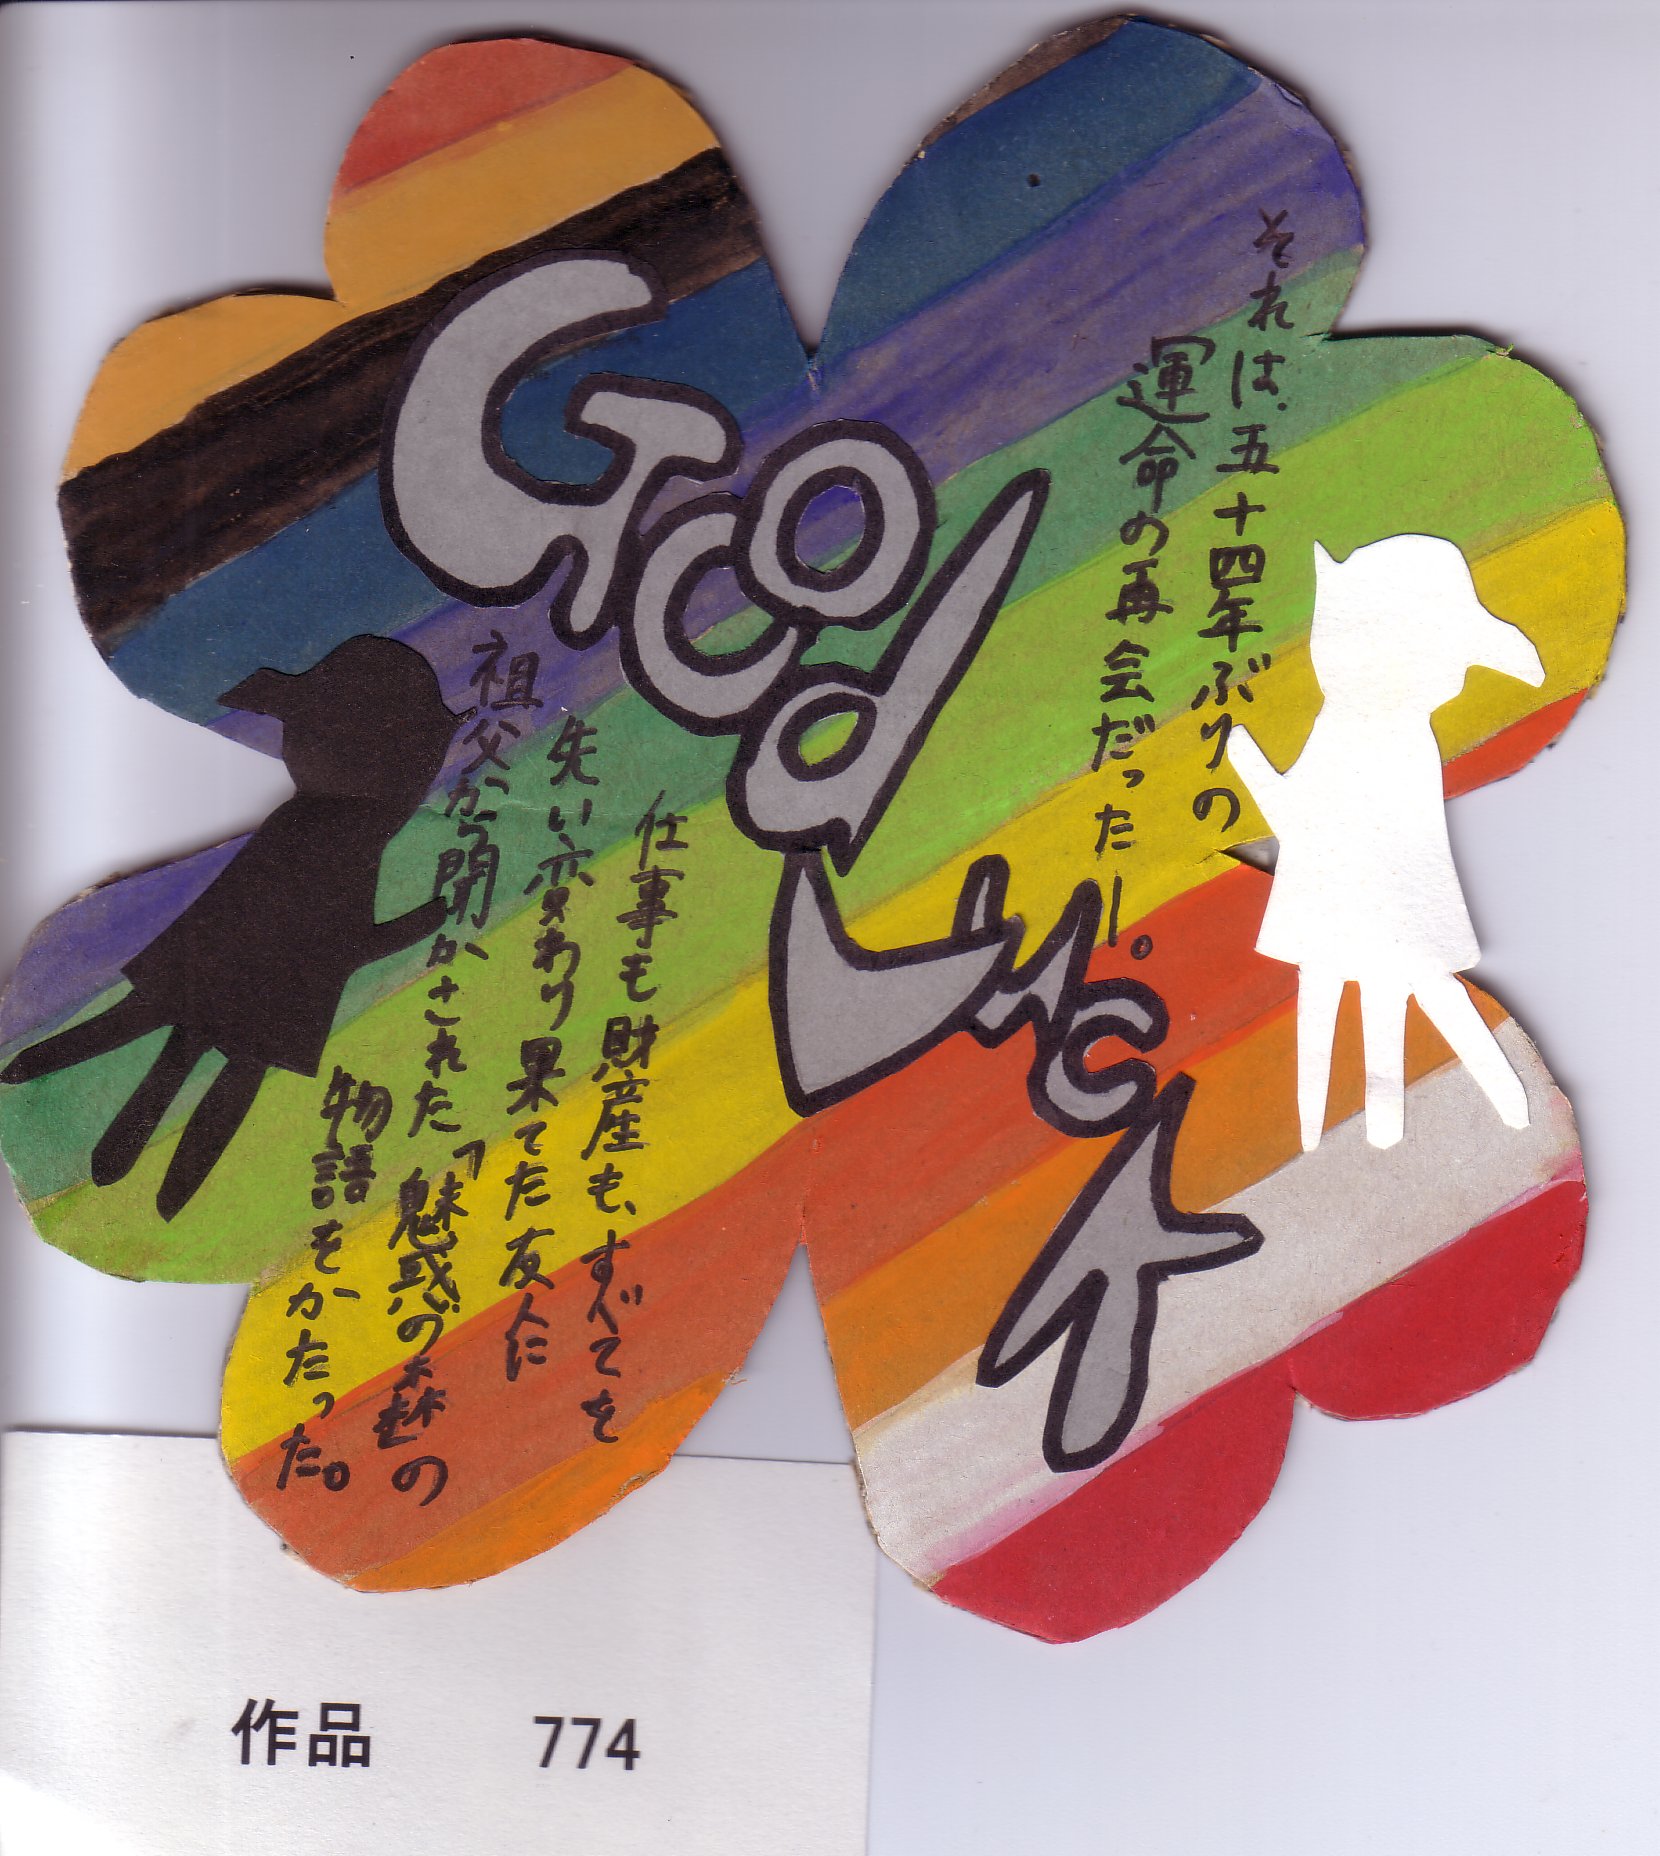 Good
Luck
それは、五十四年ぶりの
運命の再会だったー。
仕事も財産も、すべてを
失い変わり果てた友人に
祖父から聞かされた「魅惑の森の
物語をかたった。
作品 774